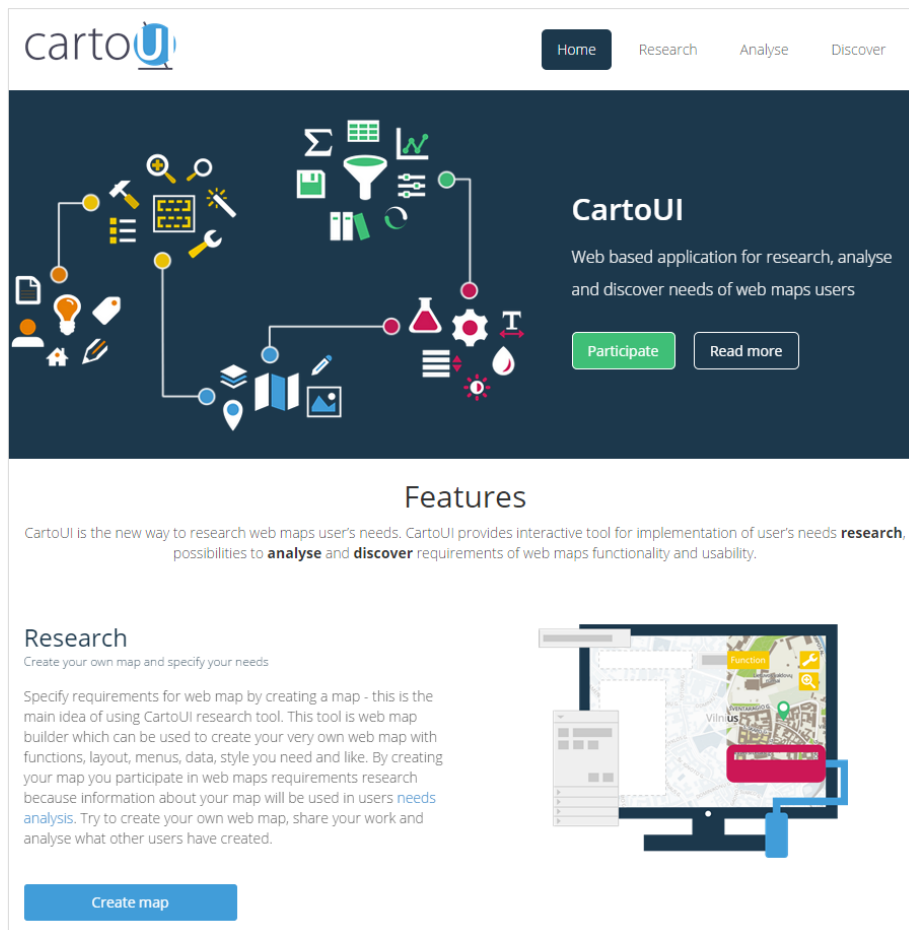 cartoUI
Home Research Analyse Discover
CartoUI
Web based application for research, analyse
and discover needs of web maps users
Participate Read more
Features
CartoUI is the new way to research web maps user's needs. CartoUI provides interactive tool for implementation of user's needs research,
possibilities to analyse and discover requirements of web maps functionality and usability.
Research
Create your own map and specify your needs
Specify requirements for web map by creating a map - this is the
main idea of using CartoUI research tool. This tool is web map
builder which can be used to create your very own web map with
functions, layout, menus, data, style you need and like. By creating
your map you participate in web maps requirements research
because information about your map will be used in users needs
analysis. Try to create your own web map, share your work and
analyse what other users have created.
Function
Vilnius
Create map